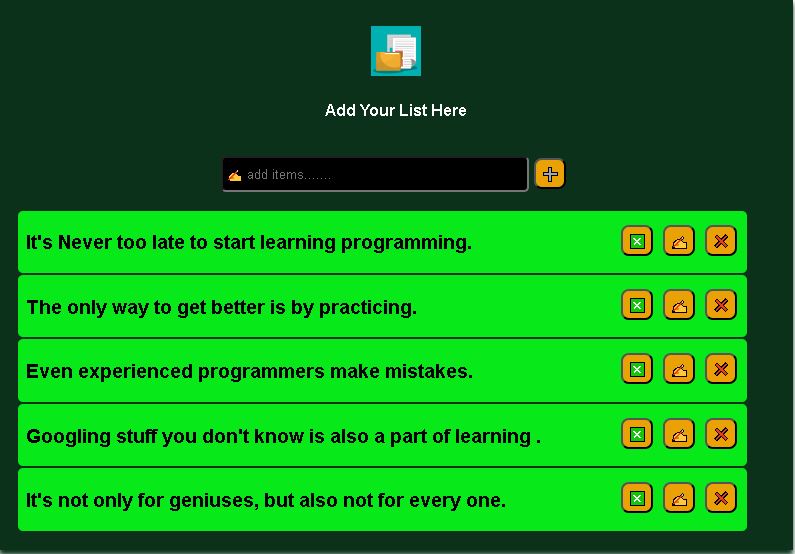 Add Your List Here
✍ add items.......
It's Never too late to start learning programming.
The only way to get better is by practicing.
Even experienced programmers make mistakes.
Googling stuff you don't know is also a part of learning .
It's not only for geniuses, but also not for every one.